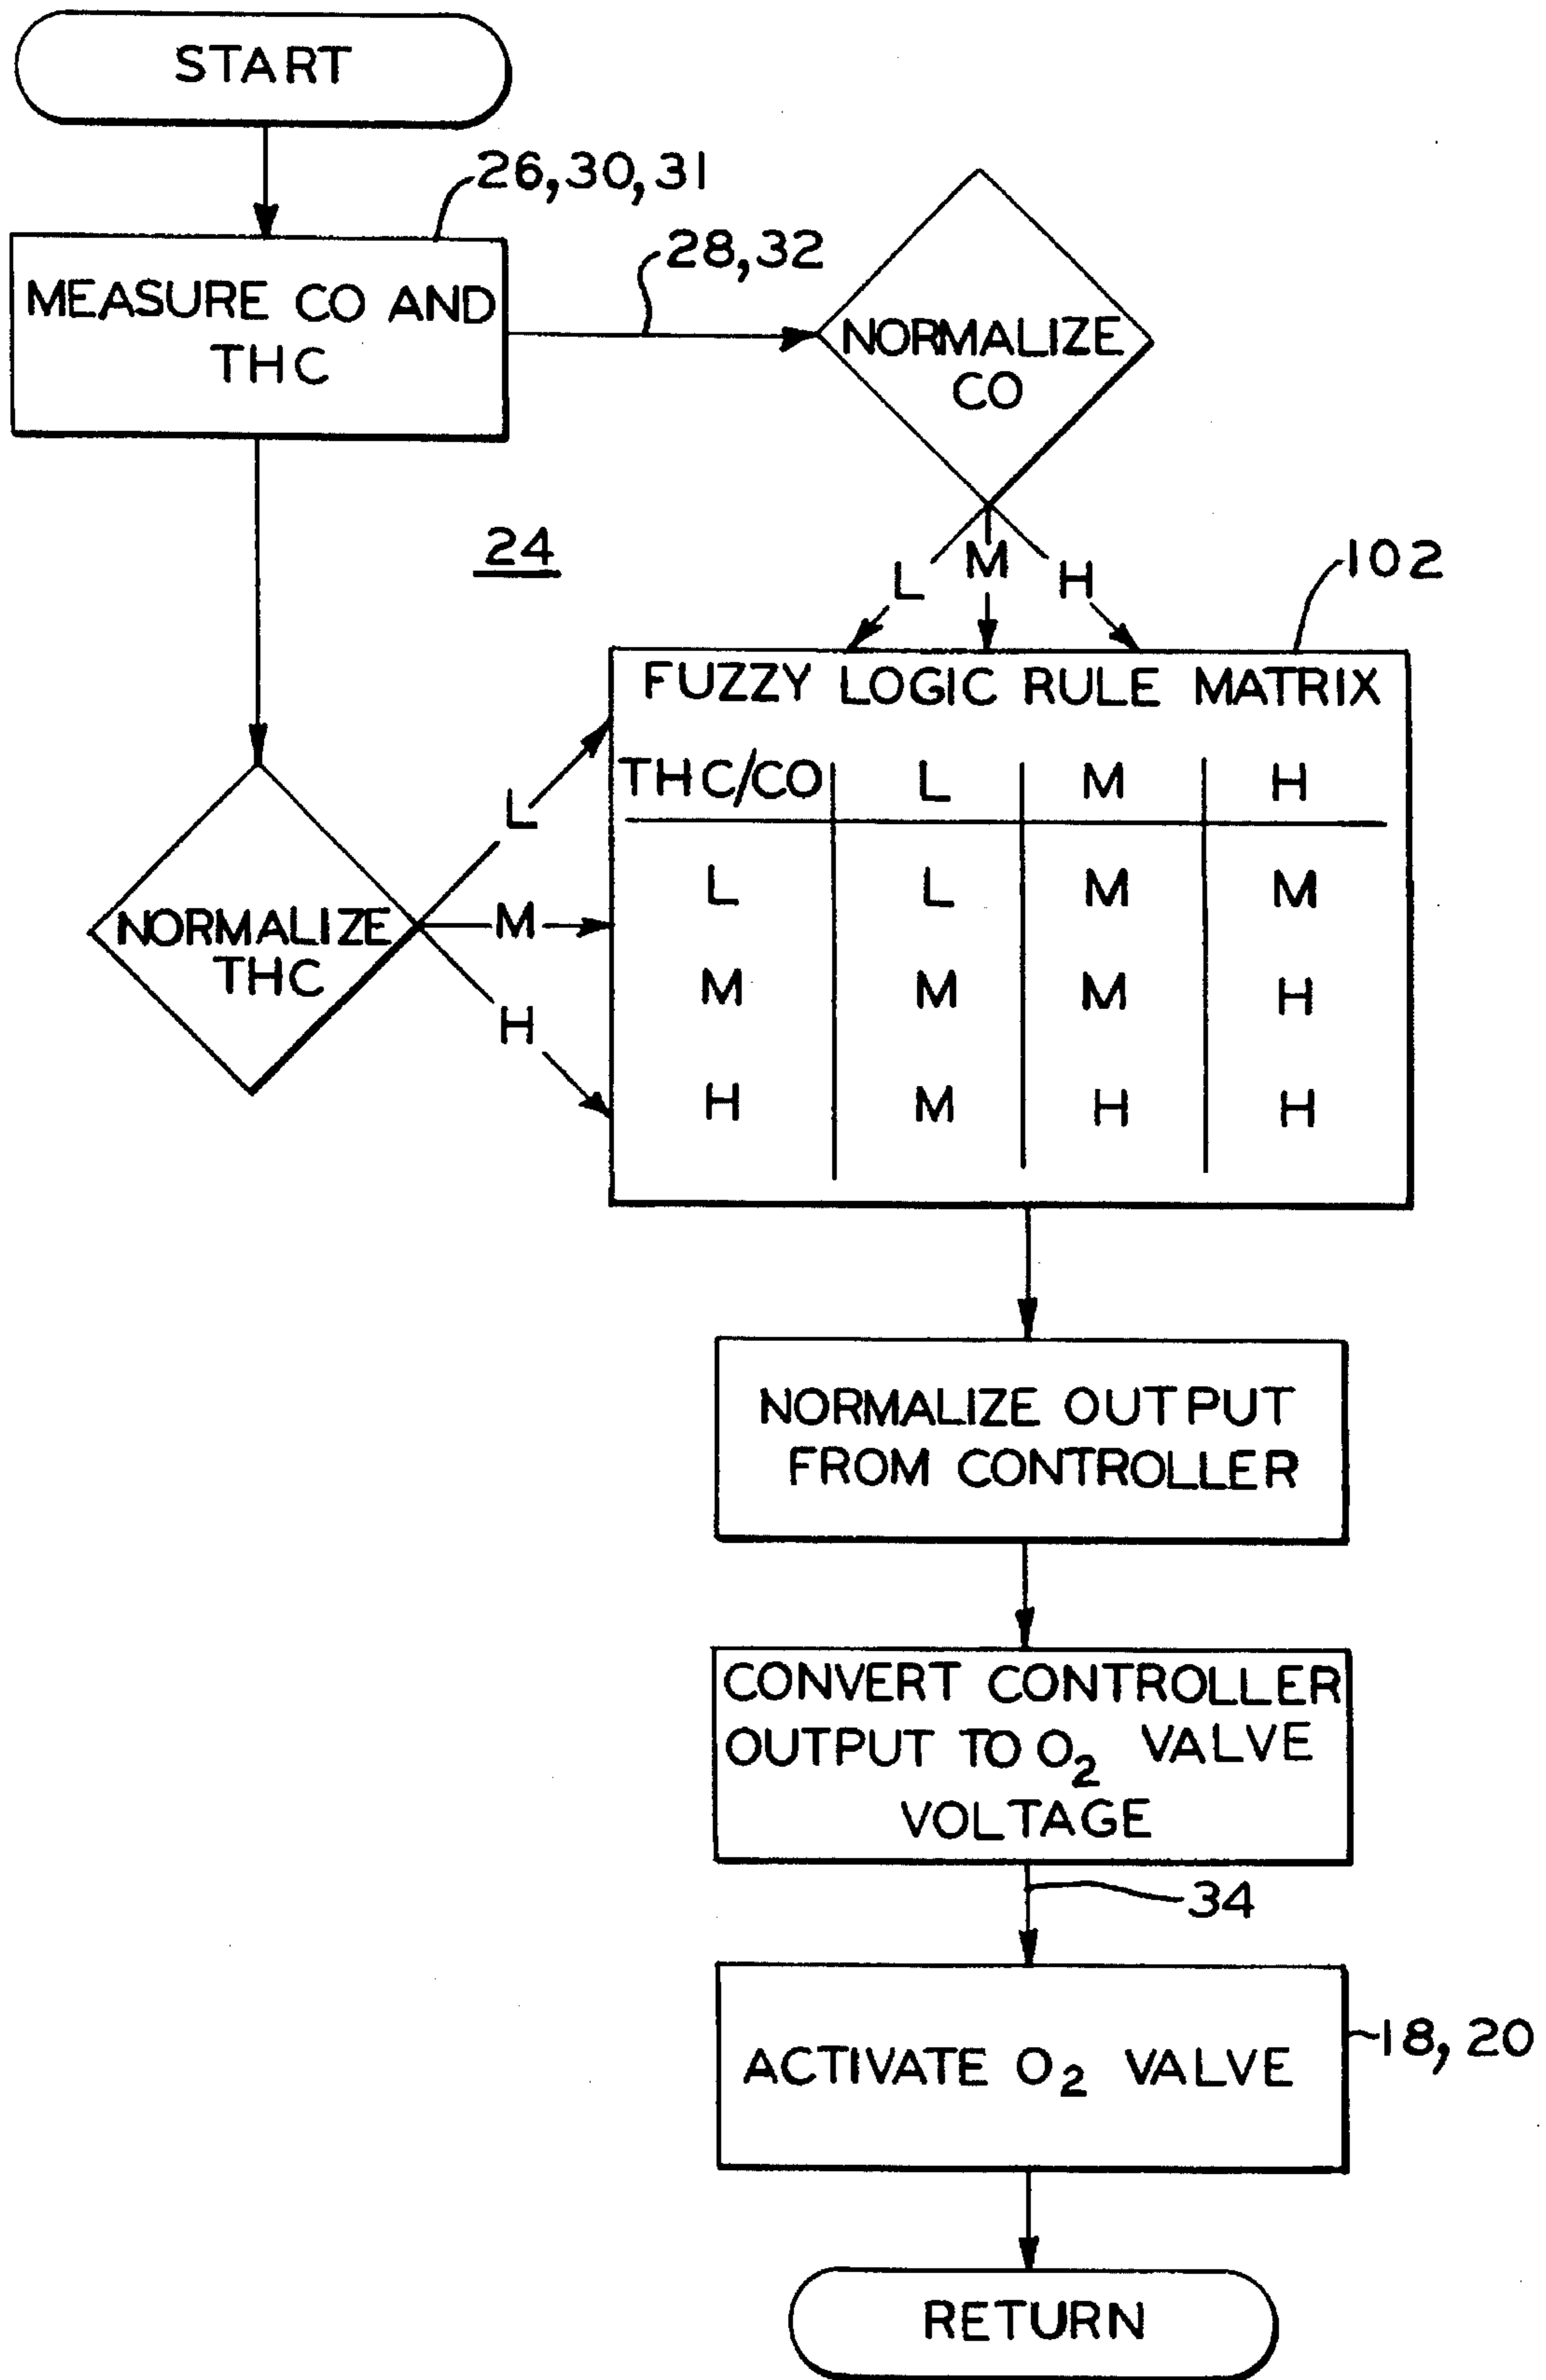 START
26,30,31
MEASURE CO AND
THC
28,32
NORMALIZE
CO
24
L M H
102
FUZZY LOGIC RULE MATRIX
THC/CO L M H
L L M M
M M M H
H M H H
NORMALIZE
THC
L
M
H
NORMALIZE OUTPUT
FROM CONTROLLER
CONVERT CONTROLLER
OUTPUT TO O₂ VALVE
VOLTAGE
34
ACTIVATE O₂ VALVE
18, 20
RETURN